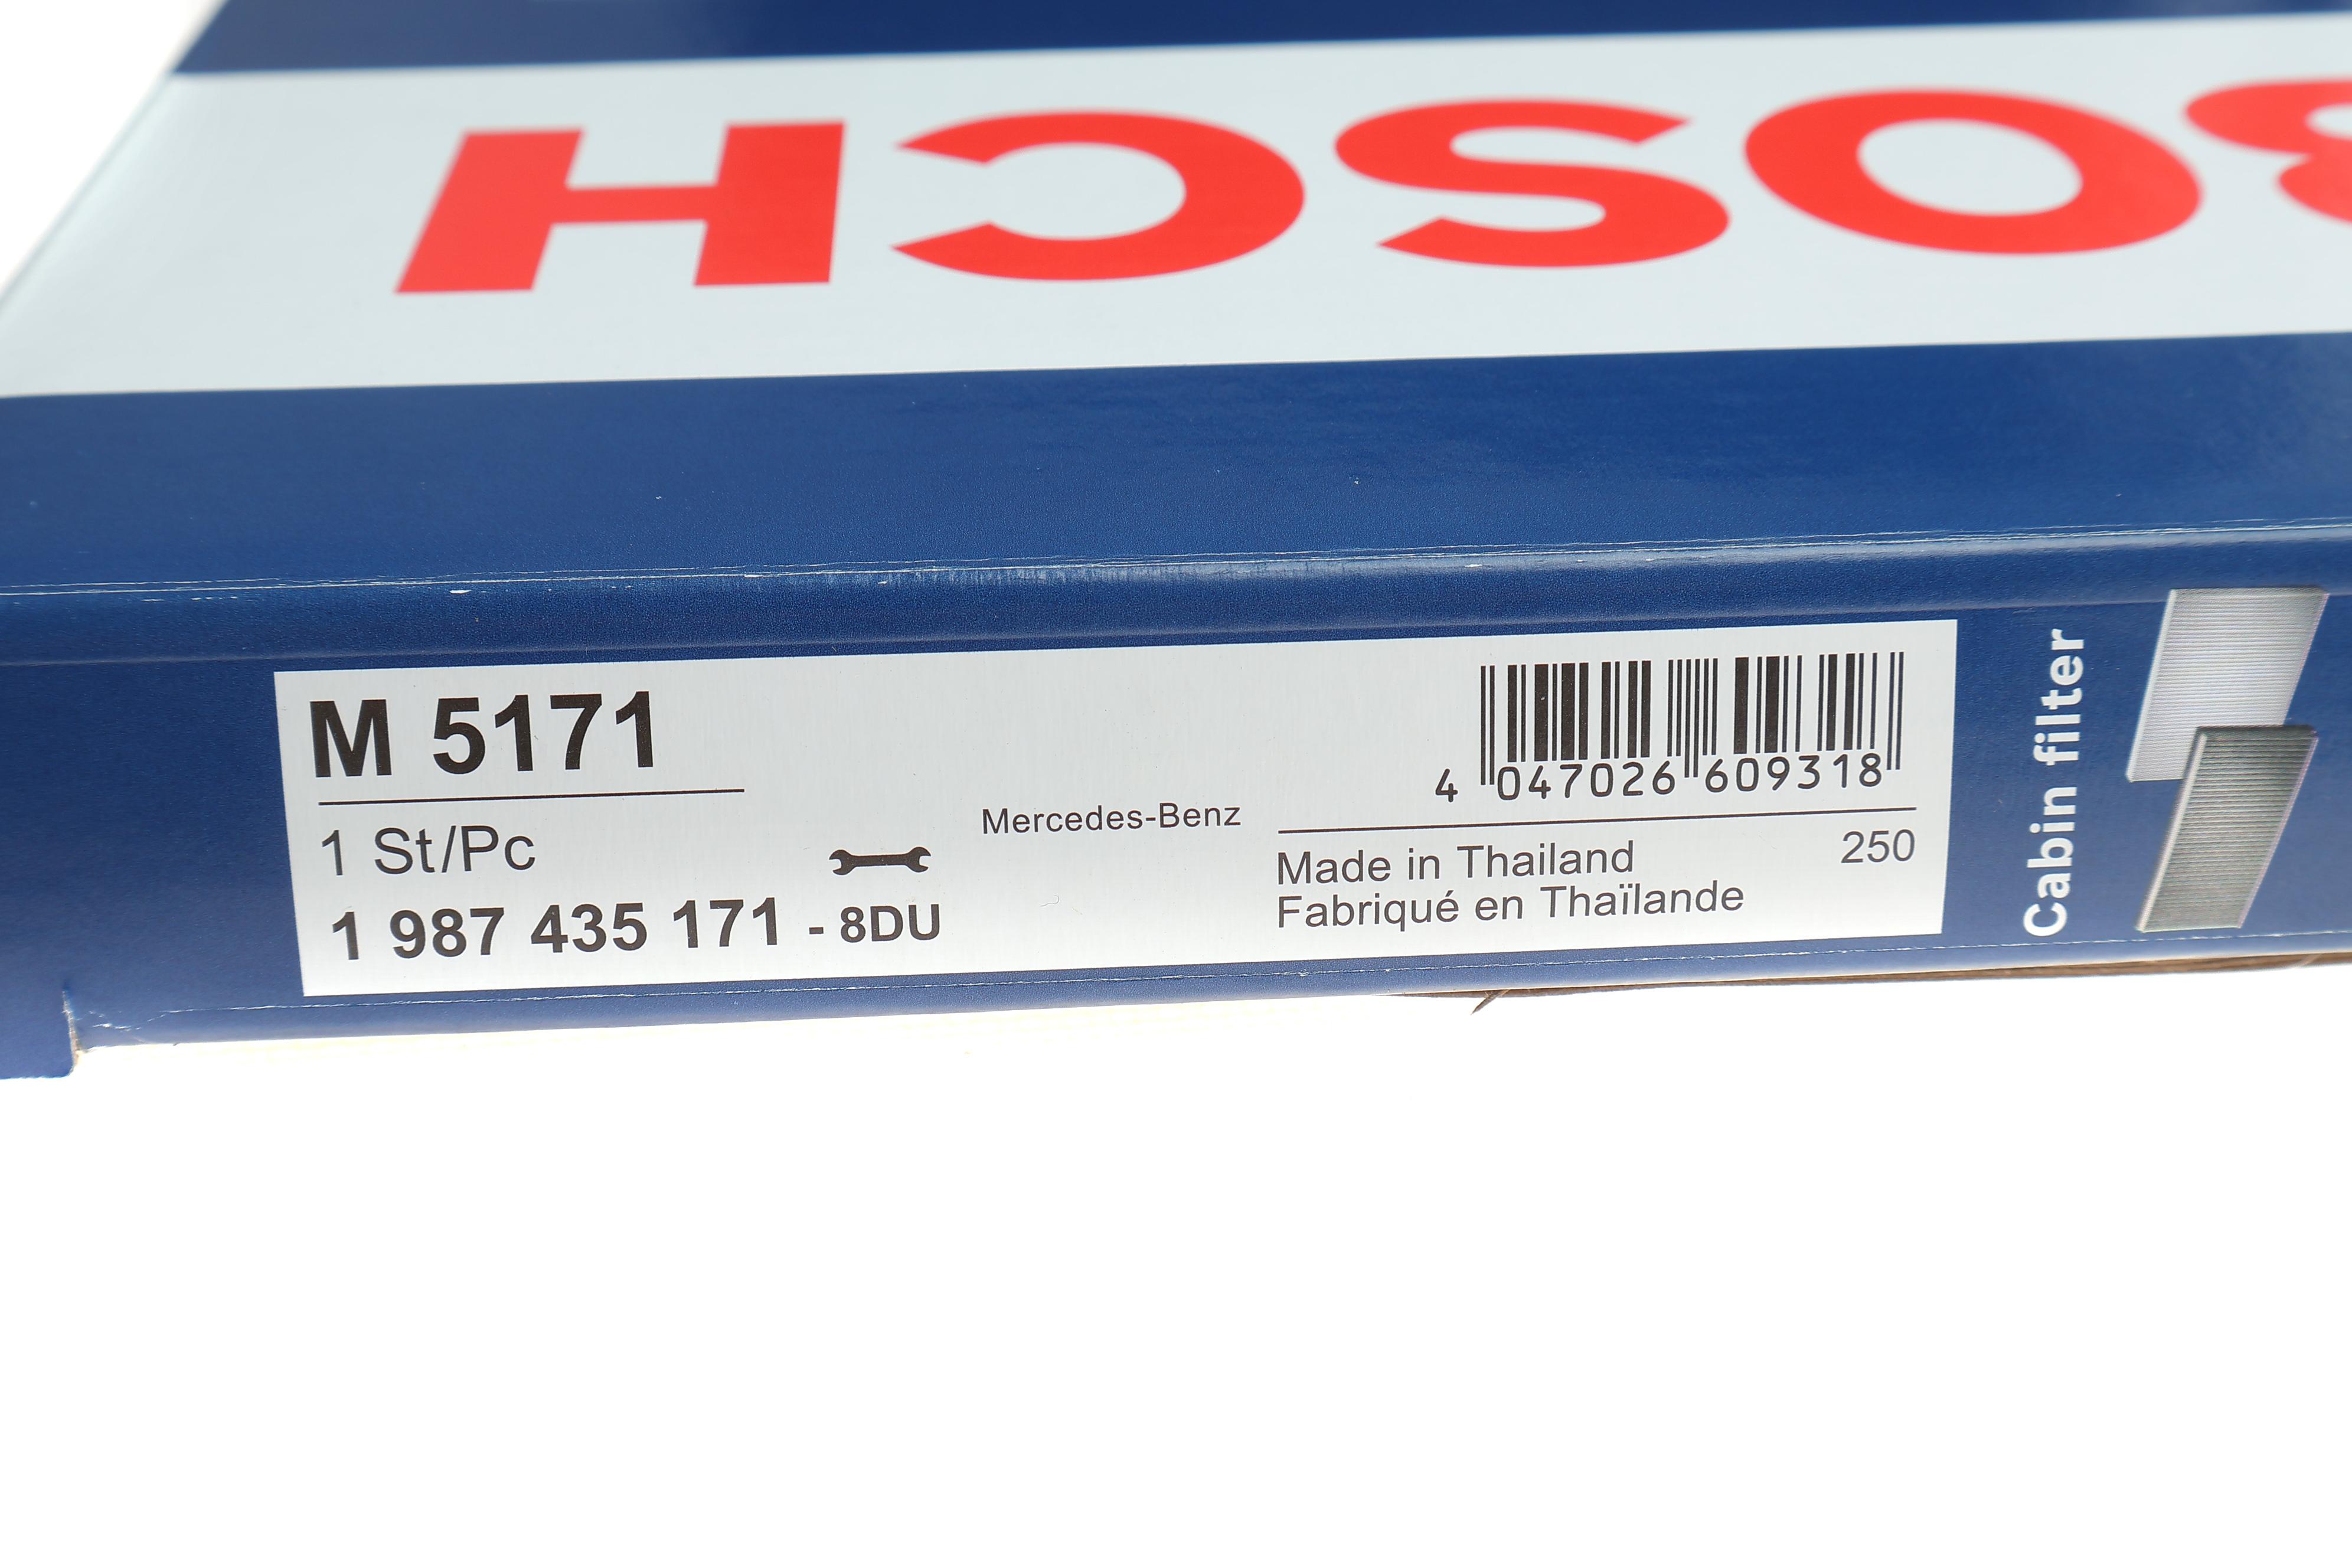 BOSCH
M 5171
1 St/Pc
1 987 435 171 - 8DU
Mercedes-Benz
4 047026 609318
Made in Thailand 250
Fabriqué en Thaïlande
Cabin filter